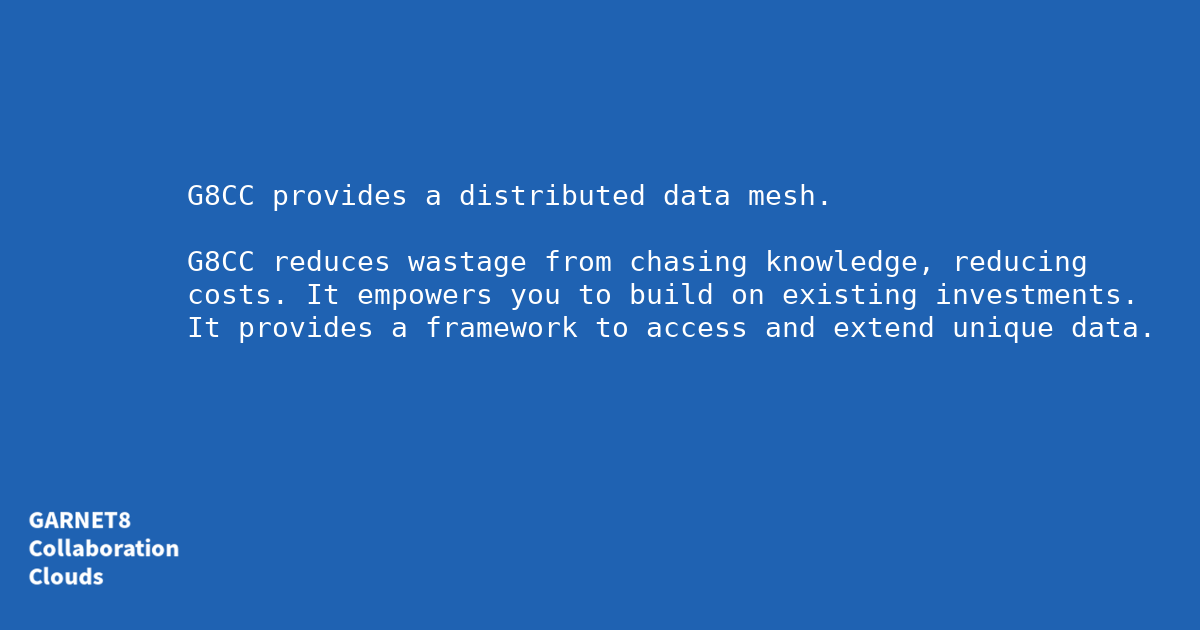 G8CC provides a distributed data mesh.
G8CC reduces wastage from chasing knowledge, reducing
costs. It empowers you to build on existing investments.
It provides a framework to access and extend unique data.
GARNET8
Collaboration
Clouds